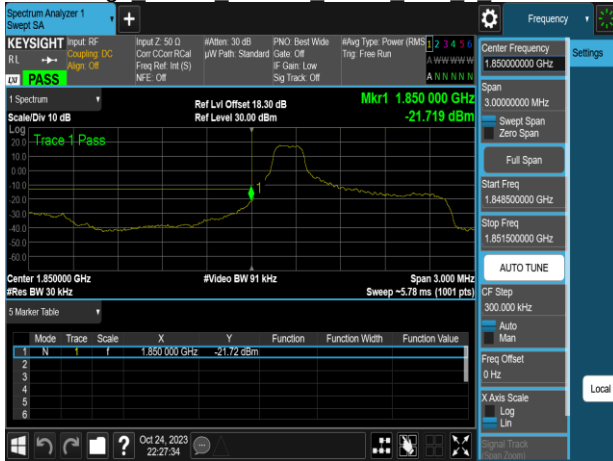 Spectrum Analyzer 1
Swept SA
Frequency
KEYSIGHT
RL
LXI
PASS
Input: RF
Coupling: DC
Align: Off
Input Z: 50 Ω
Corr CCorr RCal
Freq Ref: Int (S)
NFE: Off
#Atten: 30 dB
µW Path: Standard
PNO: Best Wide
Gate: Off
IF Gain: Low
Sig Track: Off
#Avg Type: Power (RMS
Trig: Free Run
1 2 3 4 5 6
A W W W W W
A N N N N N
Center Frequency
1.850000000 GHz
Settings
Span
3.00000000 MHz
Swept Span
Zero Span
Full Span
Start Freq
1.848500000 GHz
Stop Freq
1.851500000 GHz
AUTO TUNE
CF Step
300.000 kHz
Auto
Man
Freq Offset
0 Hz
X Axis Scale
Log
Lin
Signal Track
(Span Zoom)
Local
1 Spectrum
Scale/Div 10 dB
Ref Lvl Offset 18.30 dB
Ref Level 30.00 dBm
Mkr1 1.850 000 GHz
-21.719 dBm
Log
Trace 1 Pass
20.0
10.0
0.00
-10.0
-20.0
-30.0
-40.0
-50.0
-60.0
1
Center 1.850000 GHz
#Video BW 91 kHz
Span 3.000 MHz
#Res BW 30 kHz
Sweep ~5.78 ms (1001 pts)
5 Marker Table
Mode Trace Scale X Y Function Function Width Function Value
1 N 1 f 1.850 000 GHz -21.72 dBm
2
3
4
5
6
?
Oct 24, 2023
22:27:34